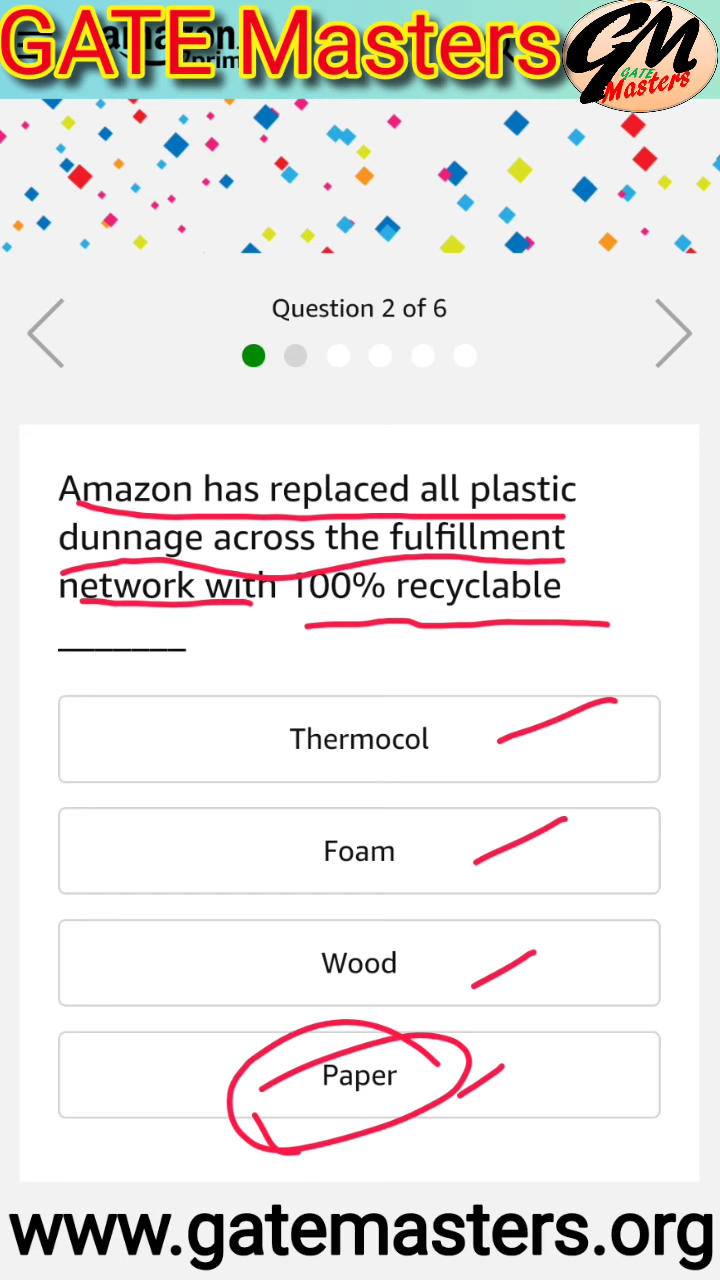 GATE Masters
GM
GATE
Masters
Question 2 of 6
Amazon has replaced all plastic
dunnage across the fulfillment
network with 100% recyclable
________
Thermocol
Foam
Wood
Paper
www.gatemasters.org